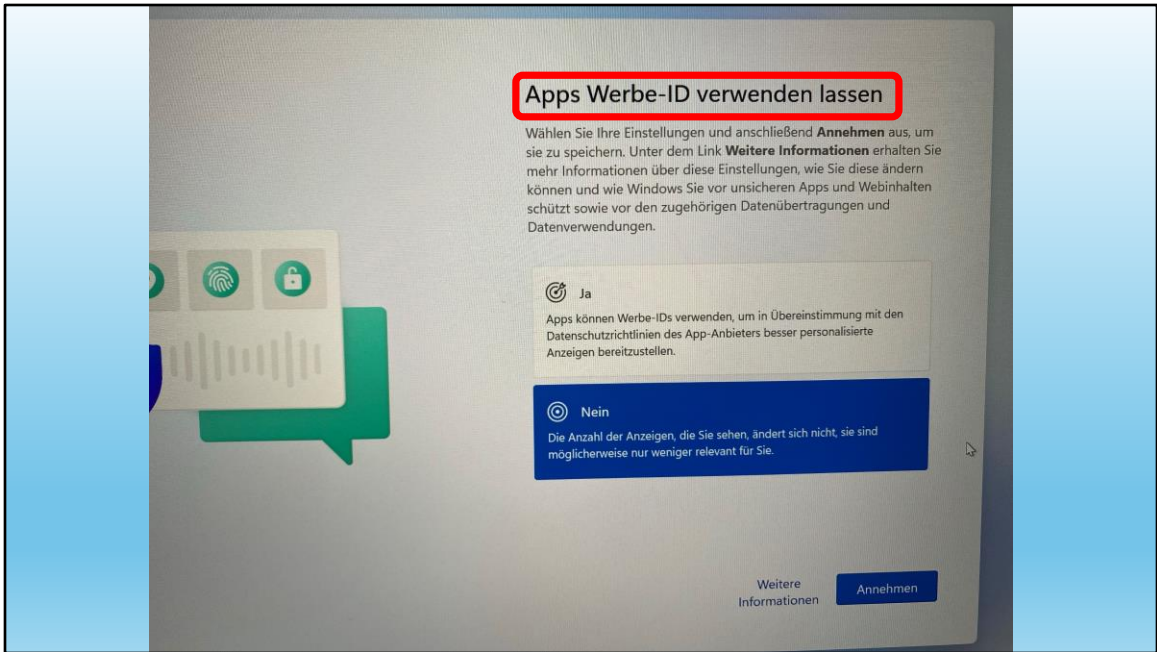 Apps Werbe-ID verwenden lassen
Wählen Sie Ihre Einstellungen und anschließend Annehmen aus, um
sie zu speichern. Unter dem Link Weitere Informationen erhalten Sie
mehr Informationen über diese Einstellungen, wie Sie diese ändern
können und wie Windows Sie vor unsicheren Apps und Webinhalten
schützt sowie vor den zugehörigen Datenübertragungen und
Datenverwendungen.
Ja
Apps können Werbe-IDs verwenden, um in Übereinstimmung mit den
Datenschutzrichtlinien des App-Anbieters besser personalisierte
Anzeigen bereitzustellen.
Nein
Die Anzahl der Anzeigen, die Sie sehen, ändert sich nicht, sie sind
möglicherweise nur weniger relevant für Sie.
Weitere
Informationen
Annehmen